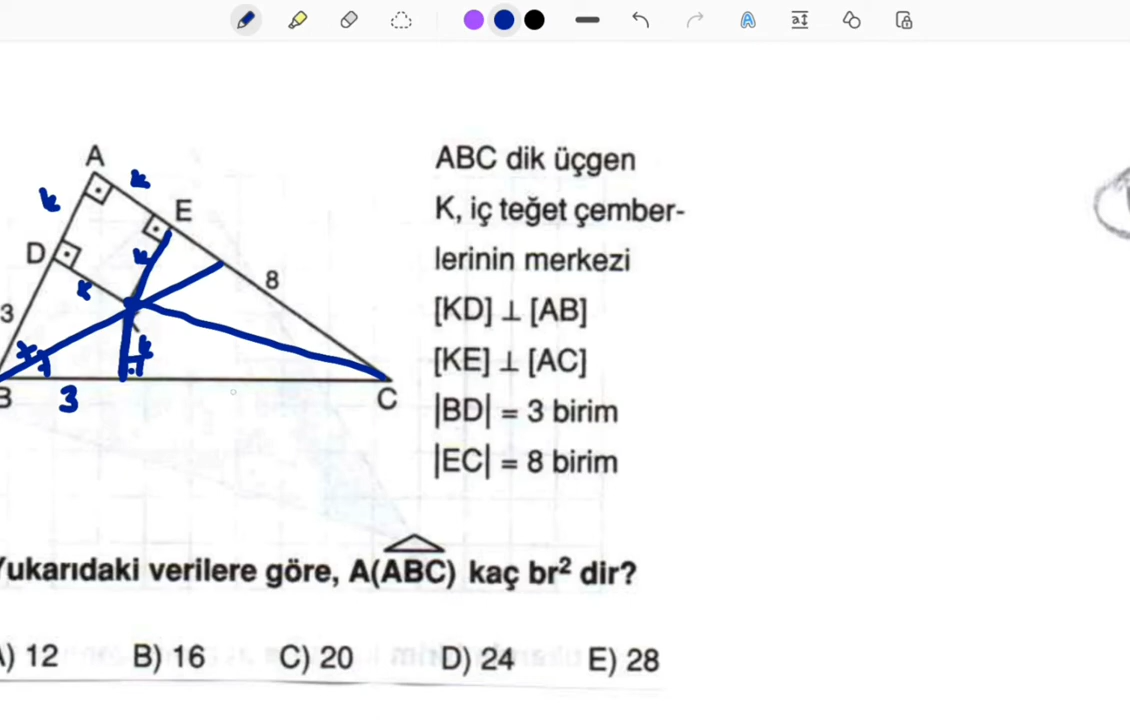 ABC dik üçgen
K, iç teğet çember-
lerinin merkezi
[KD] ⊥ [AB]
[KE] ⊥ [AC]
|BD| = 3 birim
|EC| = 8 birim
A
k
k
E
D
k
k
8
3
x
k
B
3
C
Yukarıdaki verilere göre, A(ABC) kaç br² dir?
A) 12 B) 16 C) 20 D) 24 E) 28